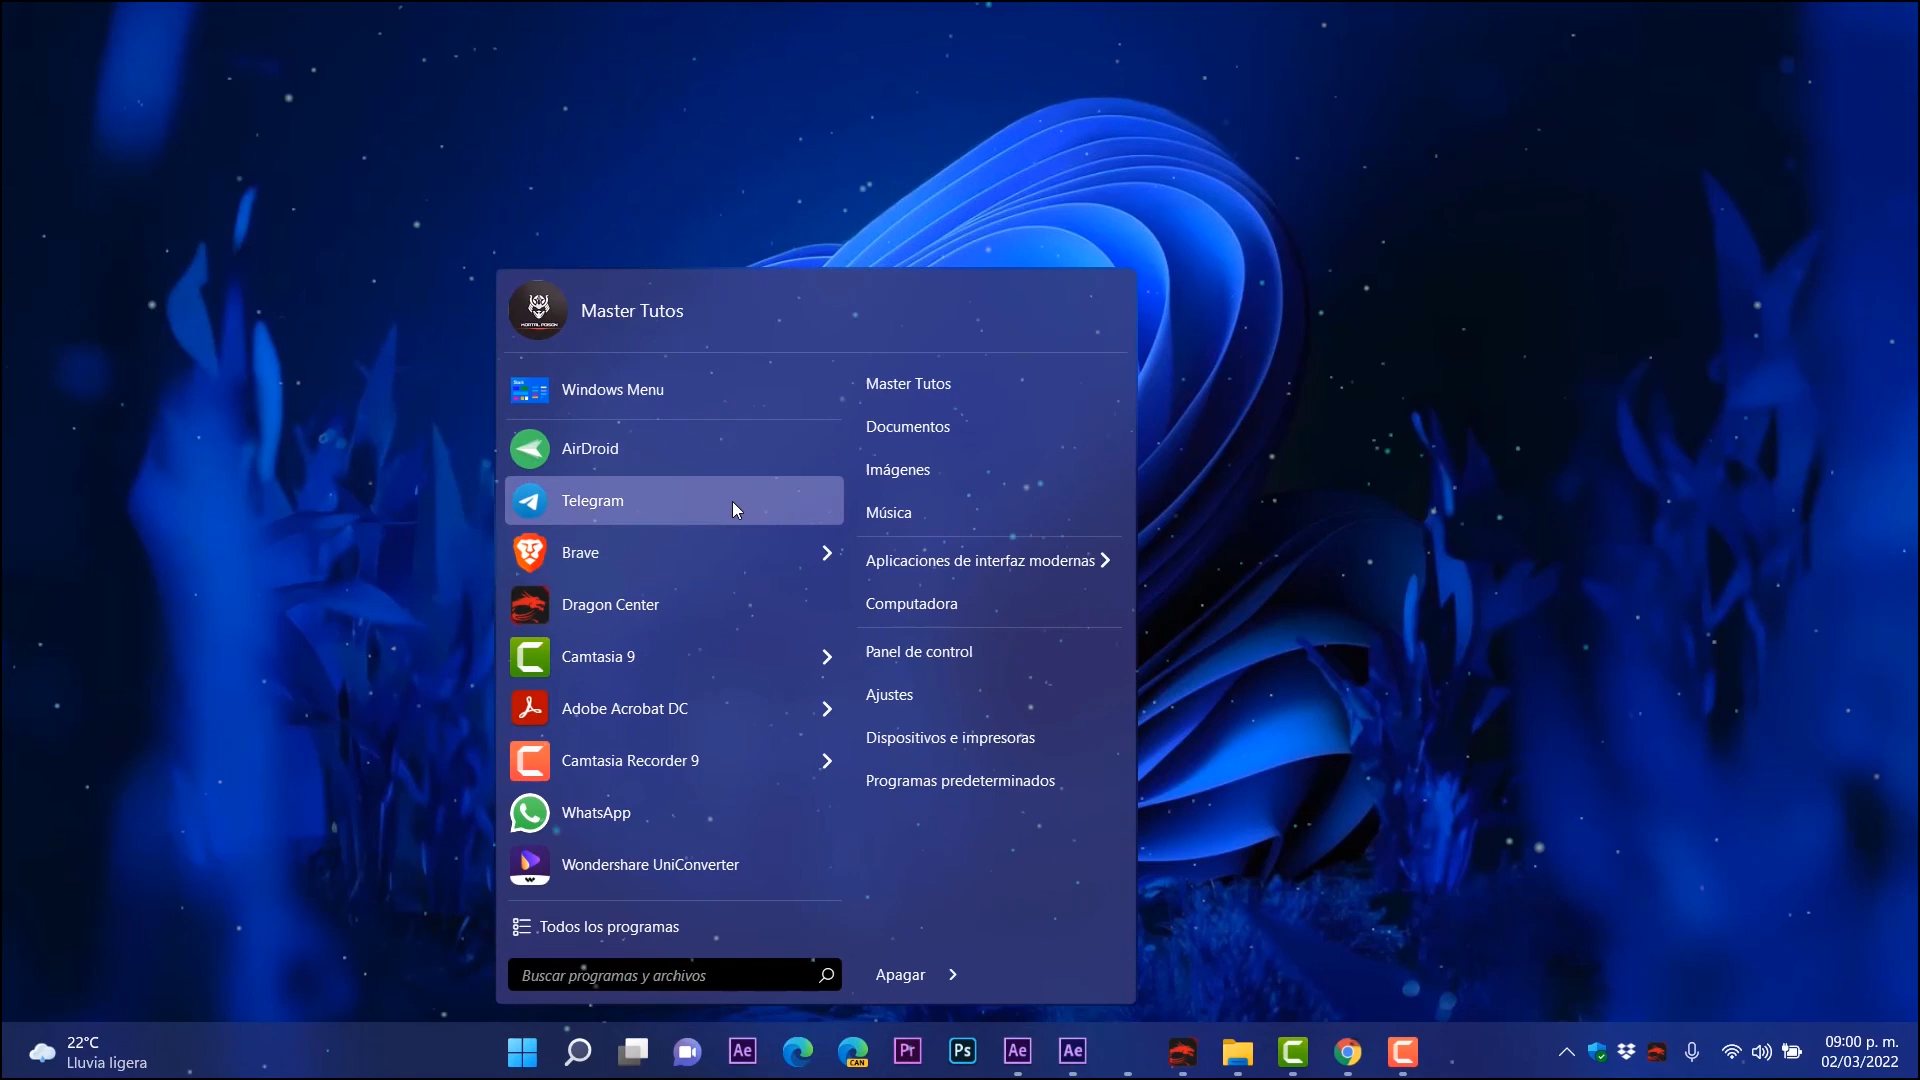 Master Tutos
Windows Menu
AirDroid
Telegram
Brave
Dragon Center
Camtasia 9
Adobe Acrobat DC
Camtasia Recorder 9
WhatsApp
Wondershare UniConverter
Todos los programas
Buscar programas y archivos
Master Tutos
Documentos
Imágenes
Música
Aplicaciones de interfaz modernas
Computadora
Panel de control
Ajustes
Dispositivos e impresoras
Programas predeterminados
Apagar
22°C
Lluvia ligera
Ae
CAN
Pr
Ps
Ae
Ae
09:00 p. m.
02/03/2022